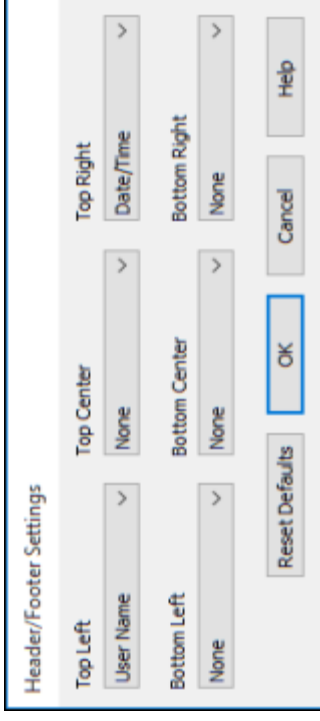 Header/Footer Settings
Top Left Top Center Top Right
User Name None Date/Time
Bottom Left Bottom Center Bottom Right
None None None
Reset Defaults OK Cancel Help